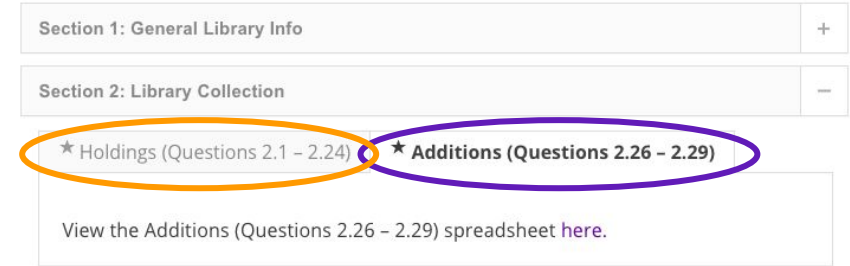 Section 1: General Library Info +
Section 2: Library Collection −
★ Holdings (Questions 2.1 – 2.24) ★ Additions (Questions 2.26 – 2.29)
View the Additions (Questions 2.26 – 2.29) spreadsheet here.